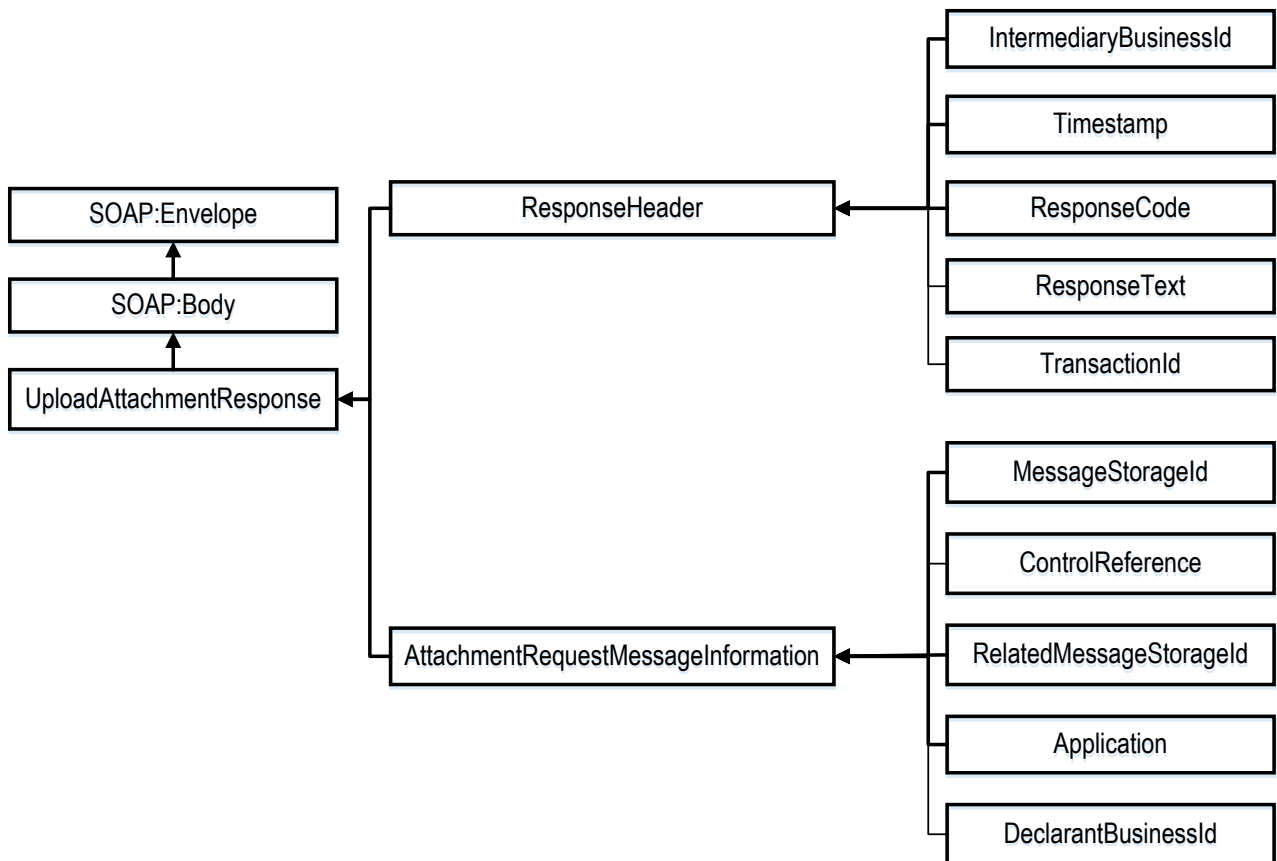 SOAP:Envelope
SOAP:Body
UploadAttachmentResponse
ResponseHeader
IntermediaryBusinessId
Timestamp
ResponseCode
ResponseText
TransactionId
AttachmentRequestMessageInformation
MessageStorageId
ControlReference
RelatedMessageStorageId
Application
DeclarantBusinessId